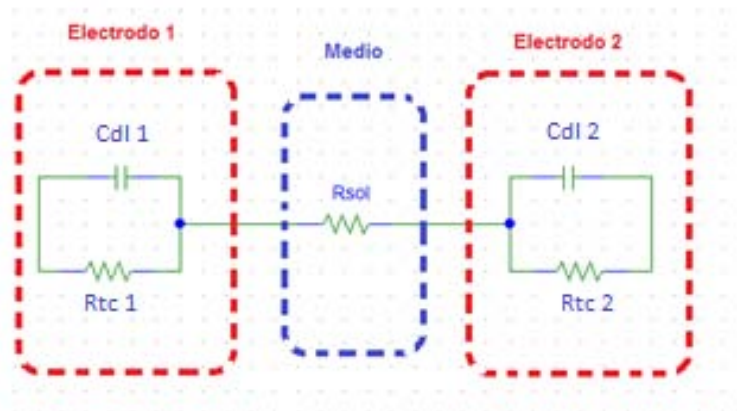 Electrodo 1
Medio
Electrodo 2
Cdl 1
Cdl 2
Rsol
Rtc 1
Rtc 2